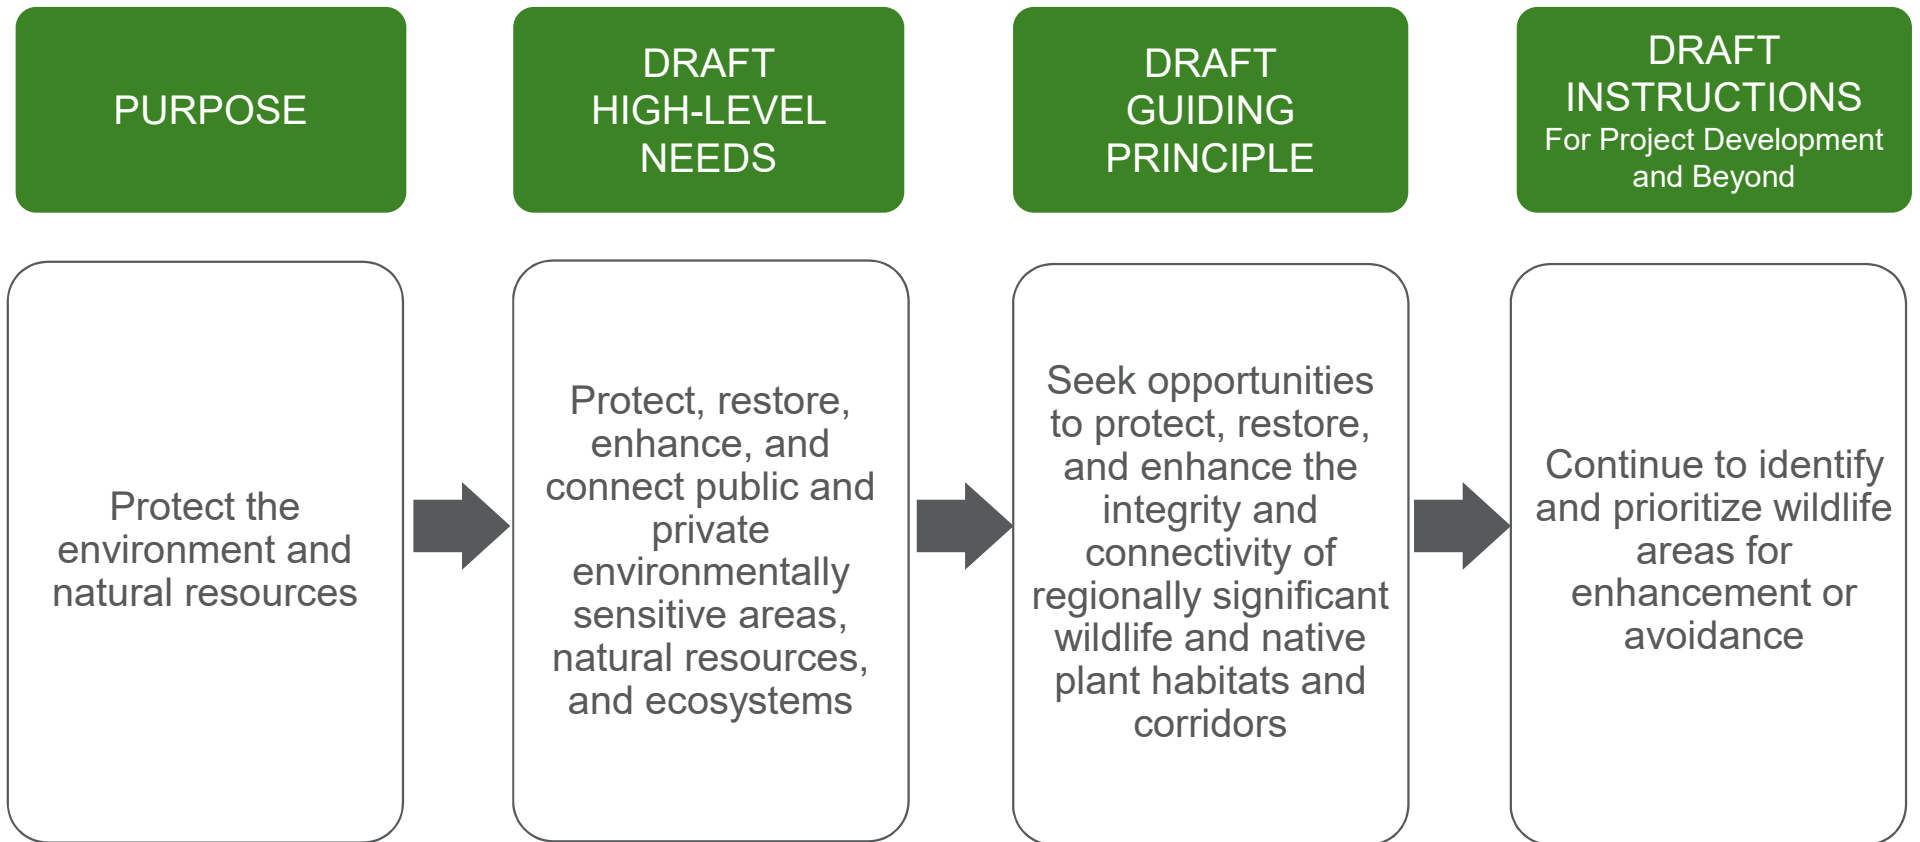 PURPOSE
DRAFT
HIGH-LEVEL
NEEDS
DRAFT
GUIDING
PRINCIPLE
DRAFT
INSTRUCTIONS
For Project Development
and Beyond
Protect the
environment and
natural resources
Protect, restore,
enhance, and
connect public and
private
environmentally
sensitive areas,
natural resources,
and ecosystems
Seek opportunities
to protect, restore,
and enhance the
integrity and
connectivity of
regionally significant
wildlife and native
plant habitats and
corridors
Continue to identify
and prioritize wildlife
areas for
enhancement or
avoidance